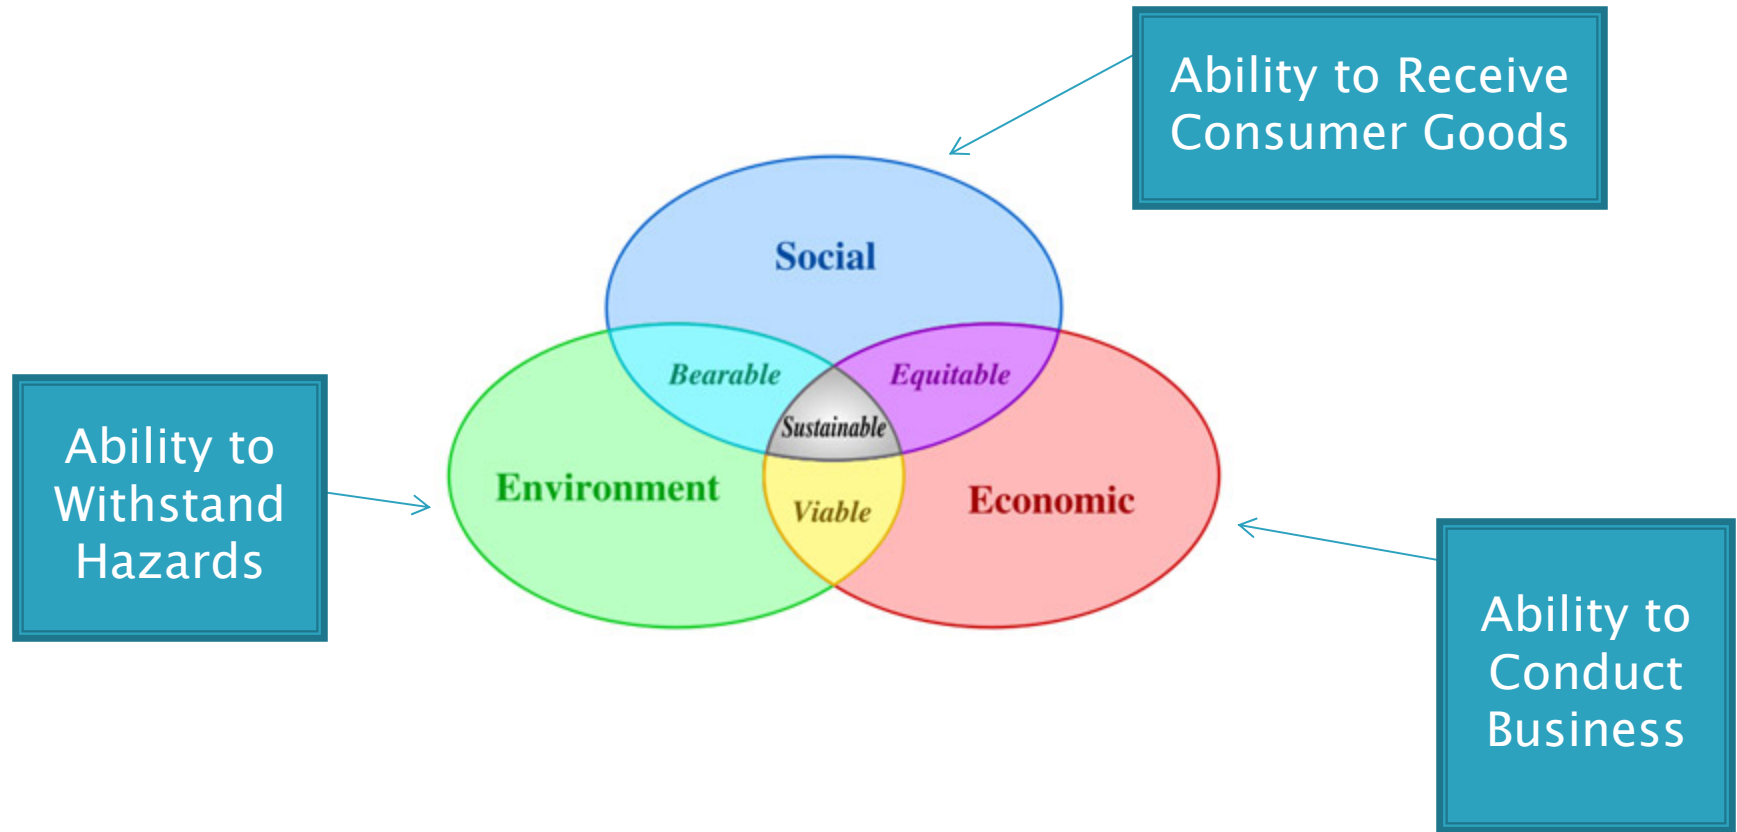 Ability to Receive
Consumer Goods
Social
Bearable
Equitable
Sustainable
Ability to
Withstand
Hazards
Environment
Economic
Viable
Ability to
Conduct
Business